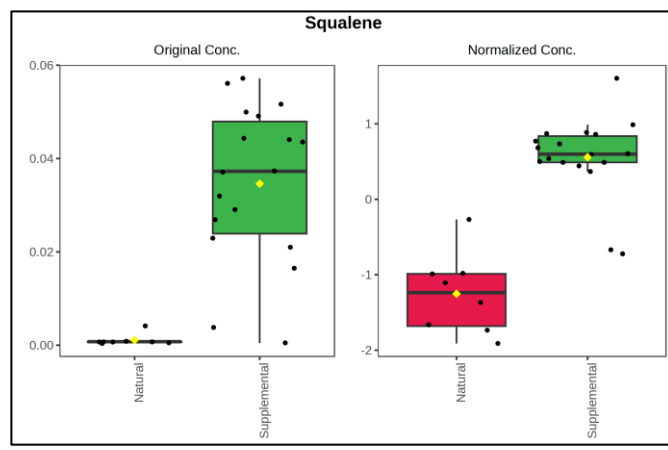 Squalene
Original Conc.
Normalized Conc.
0.06
0.04
0.02
0.00
1
0
-1
-2
Natural
Supplemental
Natural
Supplemental